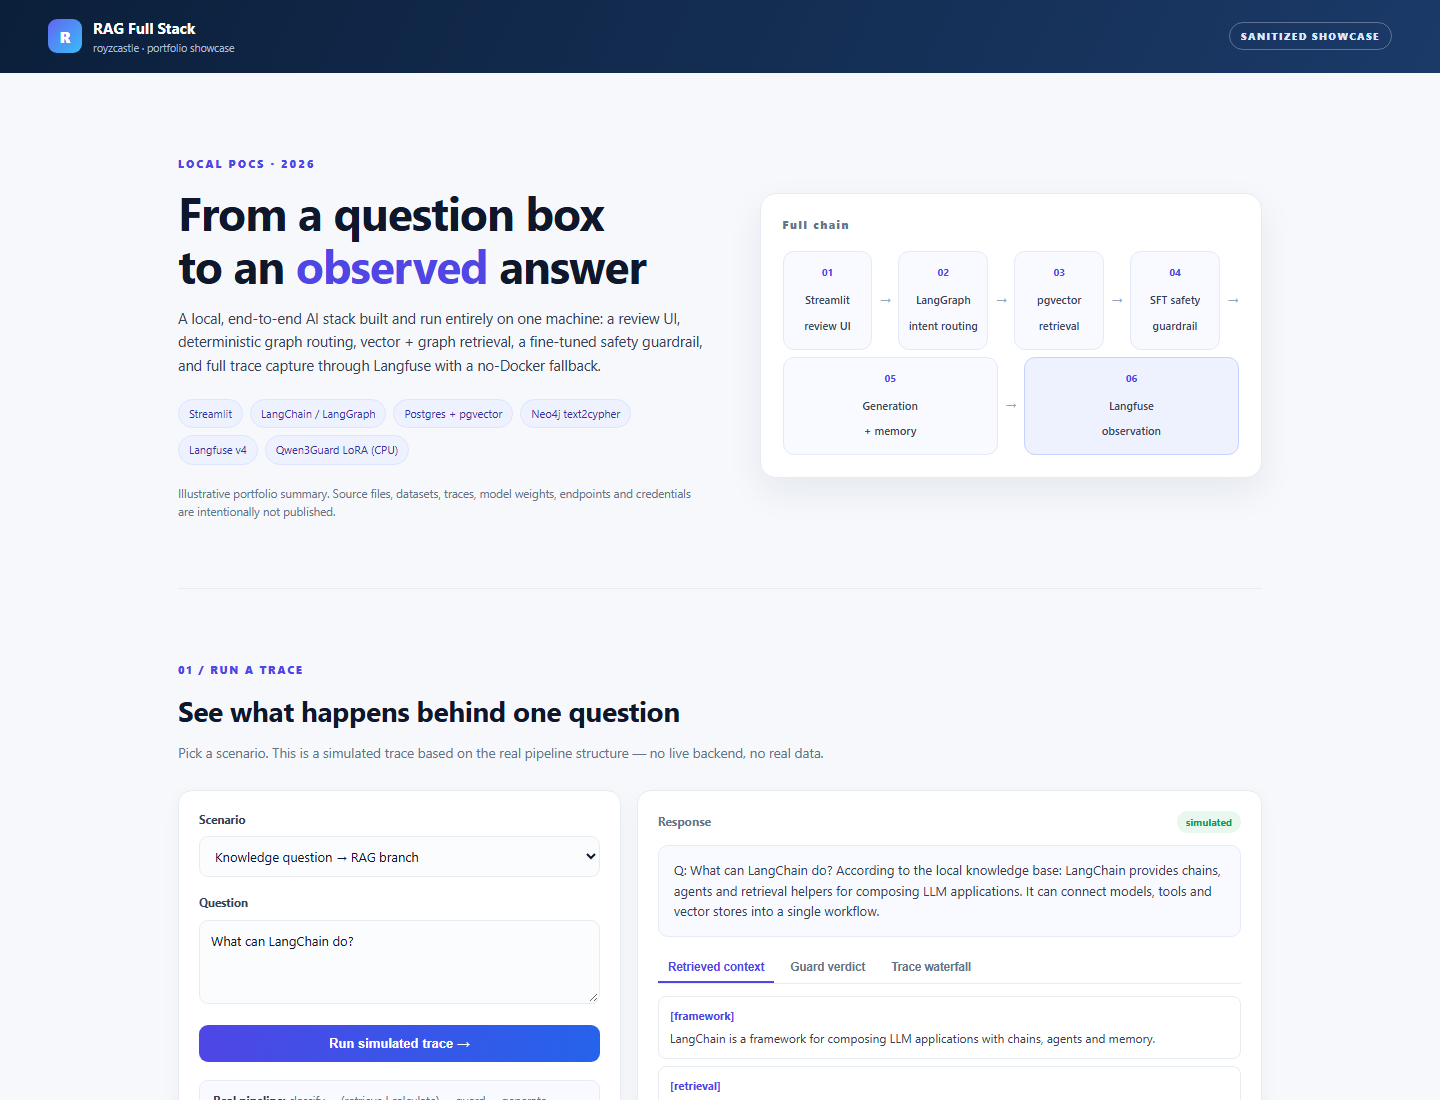 R
RAG Full Stack
royzcastle · portfolio showcase
SANITIZED SHOWCASE
LOCAL POCS · 2026
From a question box
to an observed answer
A local, end-to-end AI stack built and run entirely on one machine: a review UI,
deterministic graph routing, vector + graph retrieval, a fine-tuned safety guardrail,
and full trace capture through Langfuse with a no-Docker fallback.
Streamlit
LangChain / LangGraph
Postgres + pgvector
Neo4j text2cypher
Langfuse v4
Qwen3Guard LoRA (CPU)
Illustrative portfolio summary. Source files, datasets, traces, model weights, endpoints and credentials
are intentionally not published.
Full chain
01
Streamlit
review UI
→
02
LangGraph
intent routing
→
03
pgvector
retrieval
→
04
SFT safety
guardrail
→
05
Generation
+ memory
→
06
Langfuse
observation
01 / RUN A TRACE
See what happens behind one question
Pick a scenario. This is a simulated trace based on the real pipeline structure — no live backend, no real data.
Scenario
Knowledge question → RAG branch
Question
What can LangChain do?
Run simulated trace →
Real pipeline: classify → (retrieve | calculate) → guard → generate
Response
simulated
Q: What can LangChain do? According to the local knowledge base: LangChain provides chains,
agents and retrieval helpers for composing LLM applications. It can connect models, tools and
vector stores into a single workflow.
Retrieved context
Guard verdict
Trace waterfall
[framework]
LangChain is a framework for composing LLM applications with chains, agents and memory.
[retrieval]